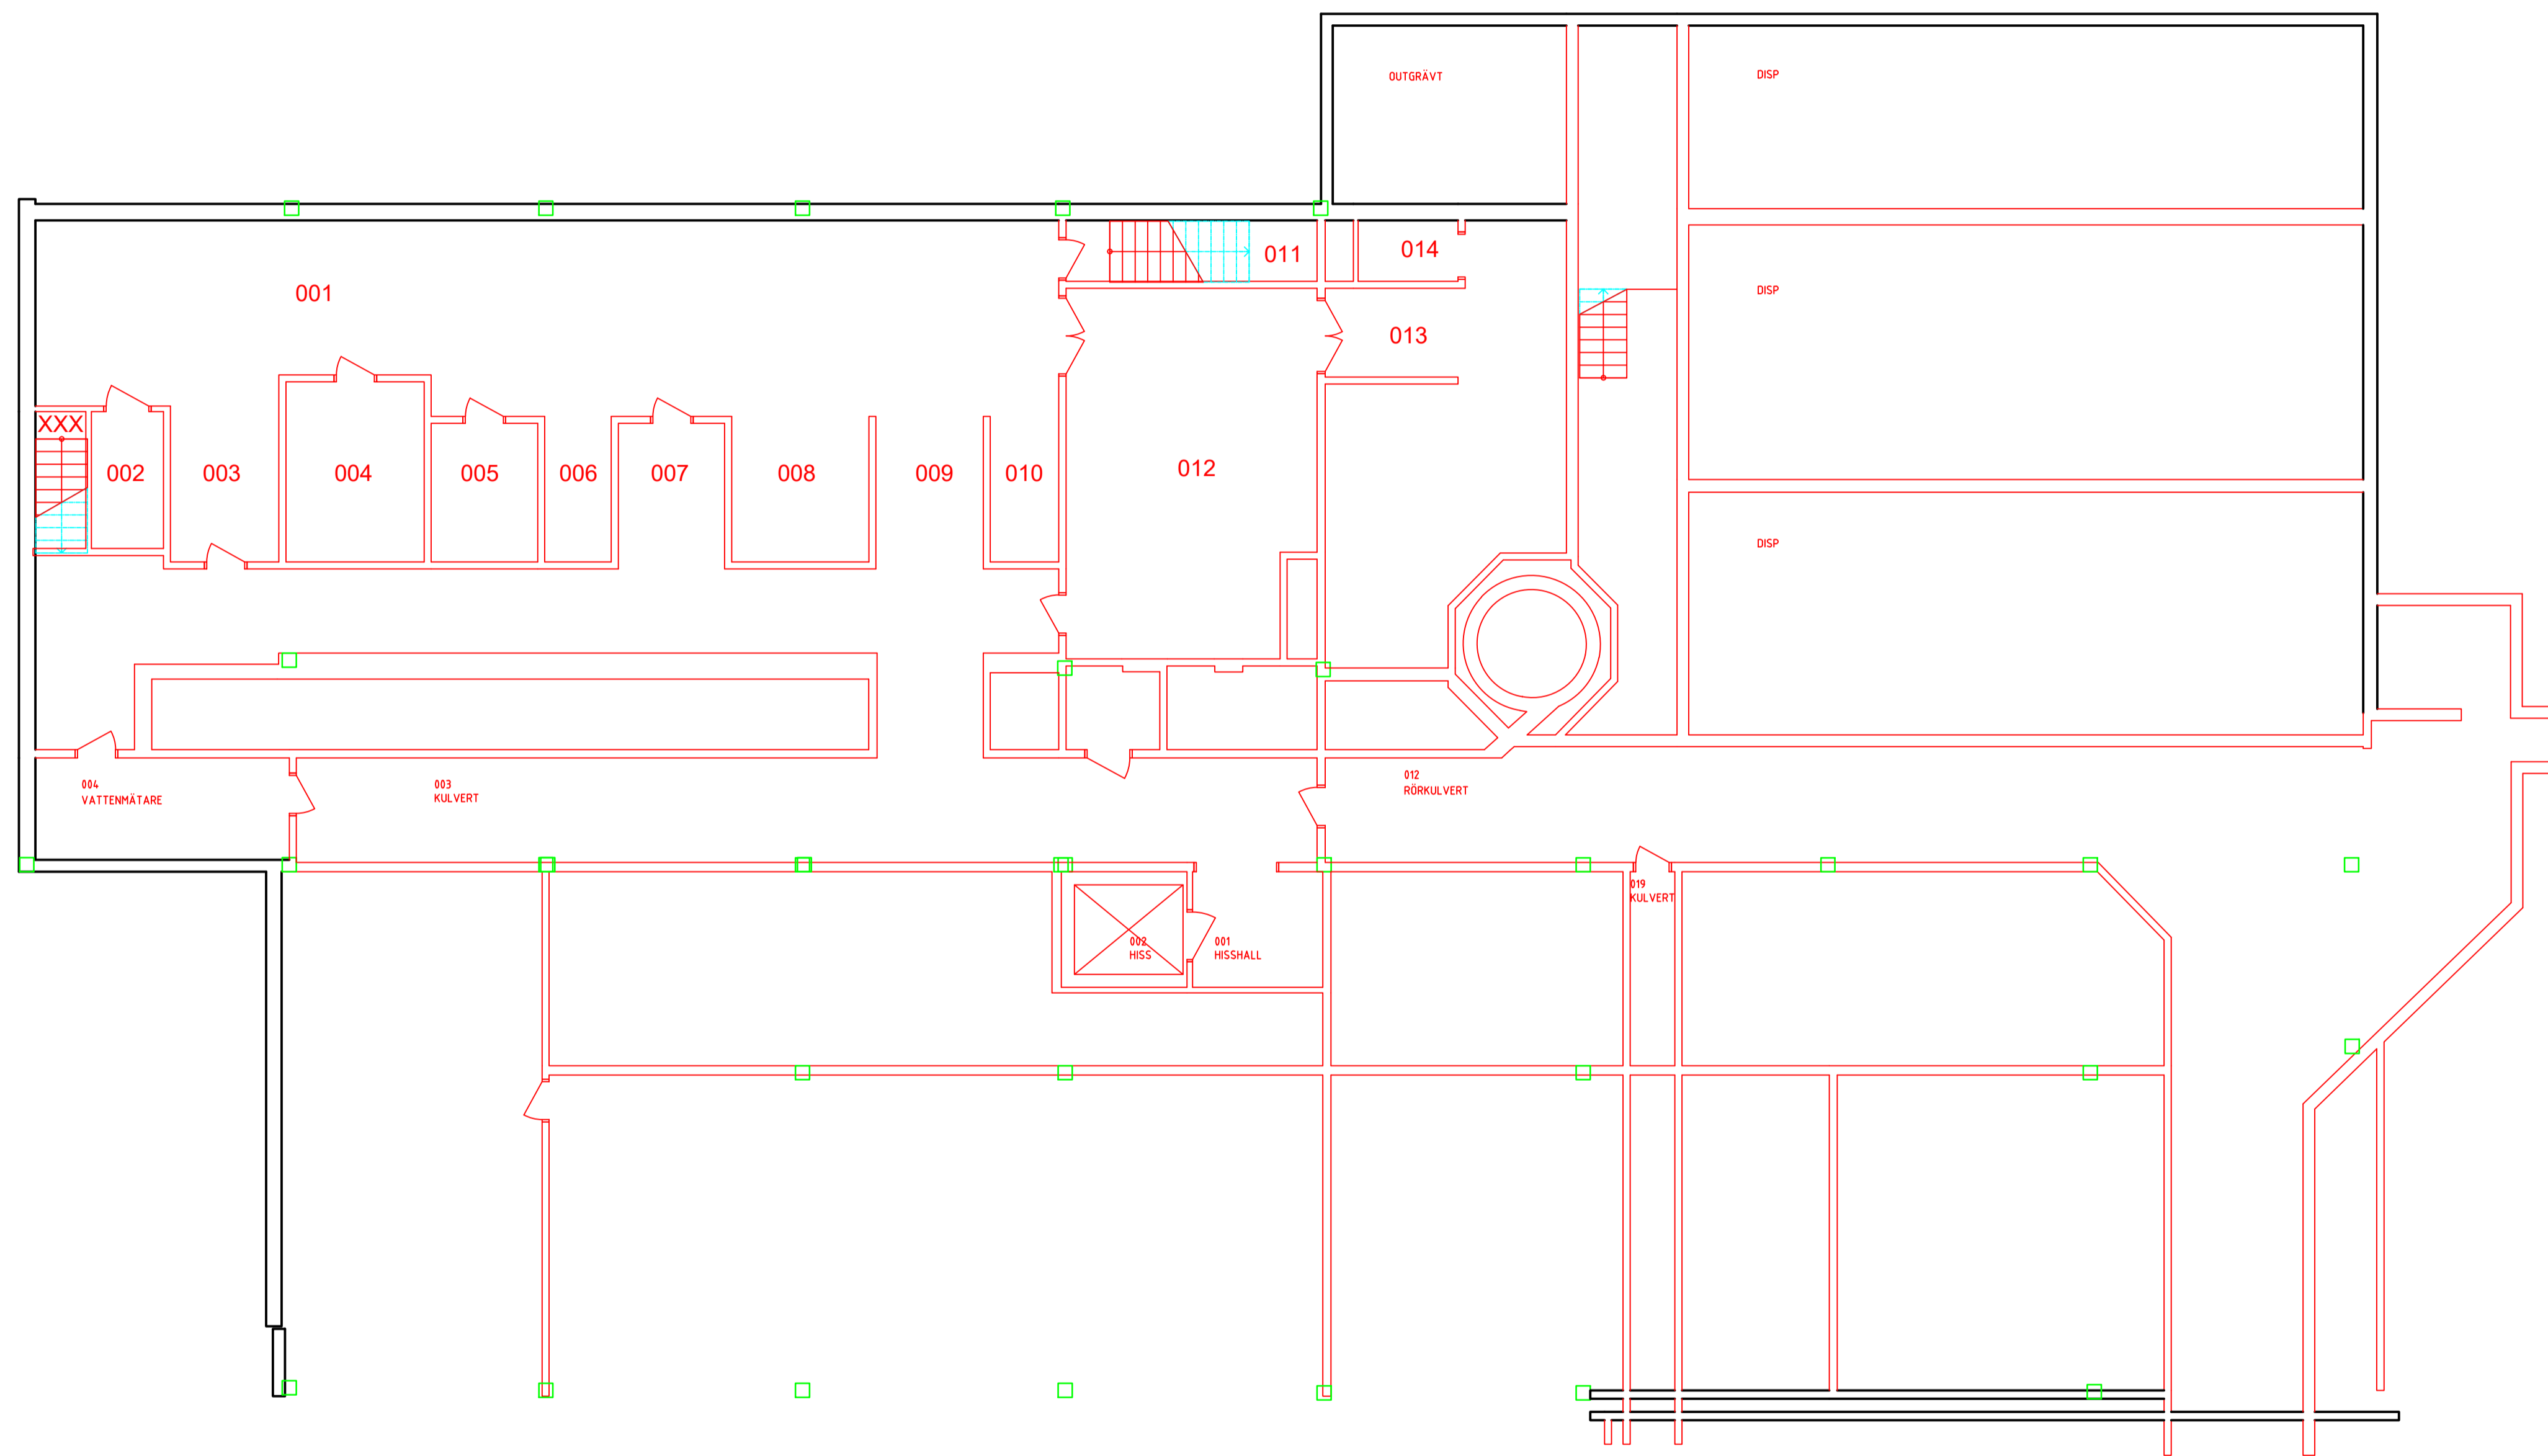 OUTGRÄVT
DISP
011
014
001
DISP
013
XXX
002
003
004
005
006
007
008
009
010
012
DISP
004
VATTENMÄTARE
003
KULVERT
012
RÖRKULVERT
019
KULVERT
002
HISS
001
HISSHALL